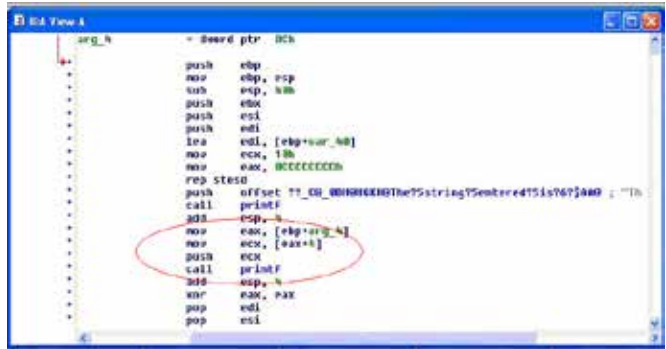 IDA View-A
arg_4 = dword ptr 0Ch
push ebp
mov ebp, esp
sub esp, 40h
push ebx
push esi
push edi
lea edi, [ebp+var_40]
mov ecx, 10h
mov eax, 0CCCCCCCCh
rep stosd
push offset ; "Th
call printf
add esp, 4
mov eax, [ebp+arg_4]
mov ecx, [eax+4]
push ecx
call printf
add esp, 4
xor eax, eax
pop edi
pop esi